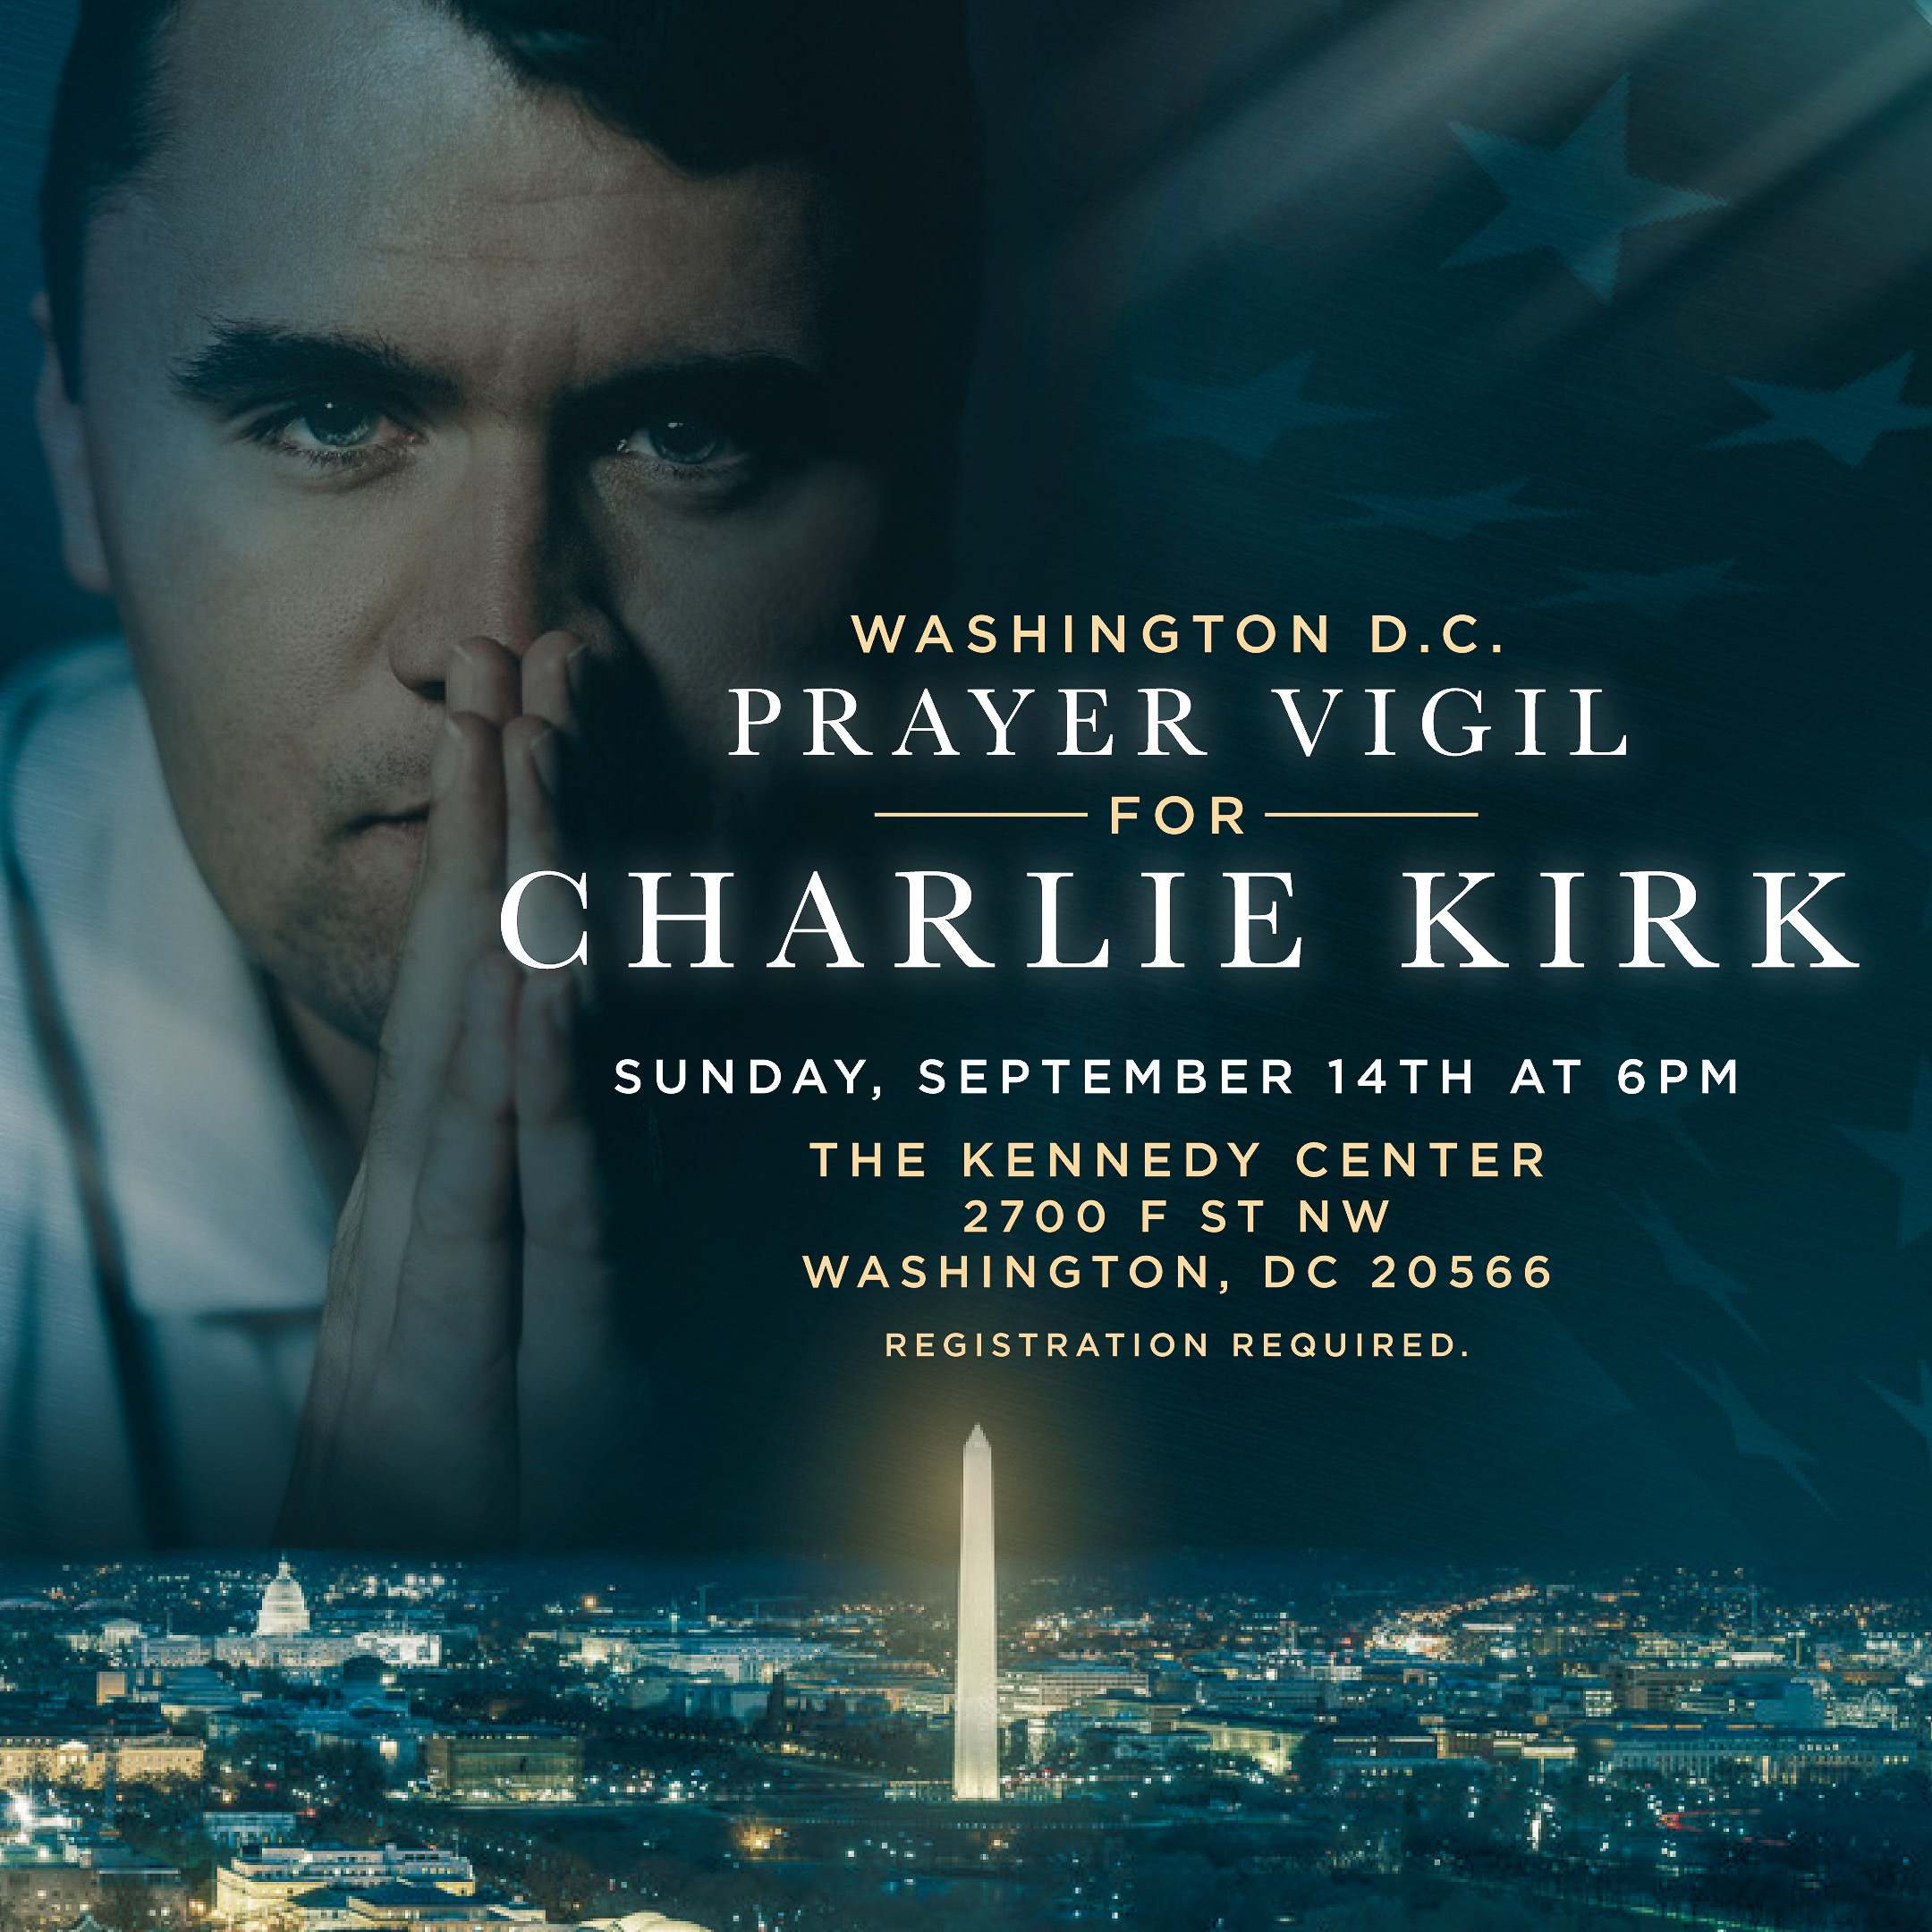 WASHINGTON D.C.
PRAYER VIGIL
FOR
CHARLIE KIRK
SUNDAY, SEPTEMBER 14TH AT 6PM
THE KENNEDY CENTER
2700 F ST NW
WASHINGTON, DC 20566
REGISTRATION REQUIRED.